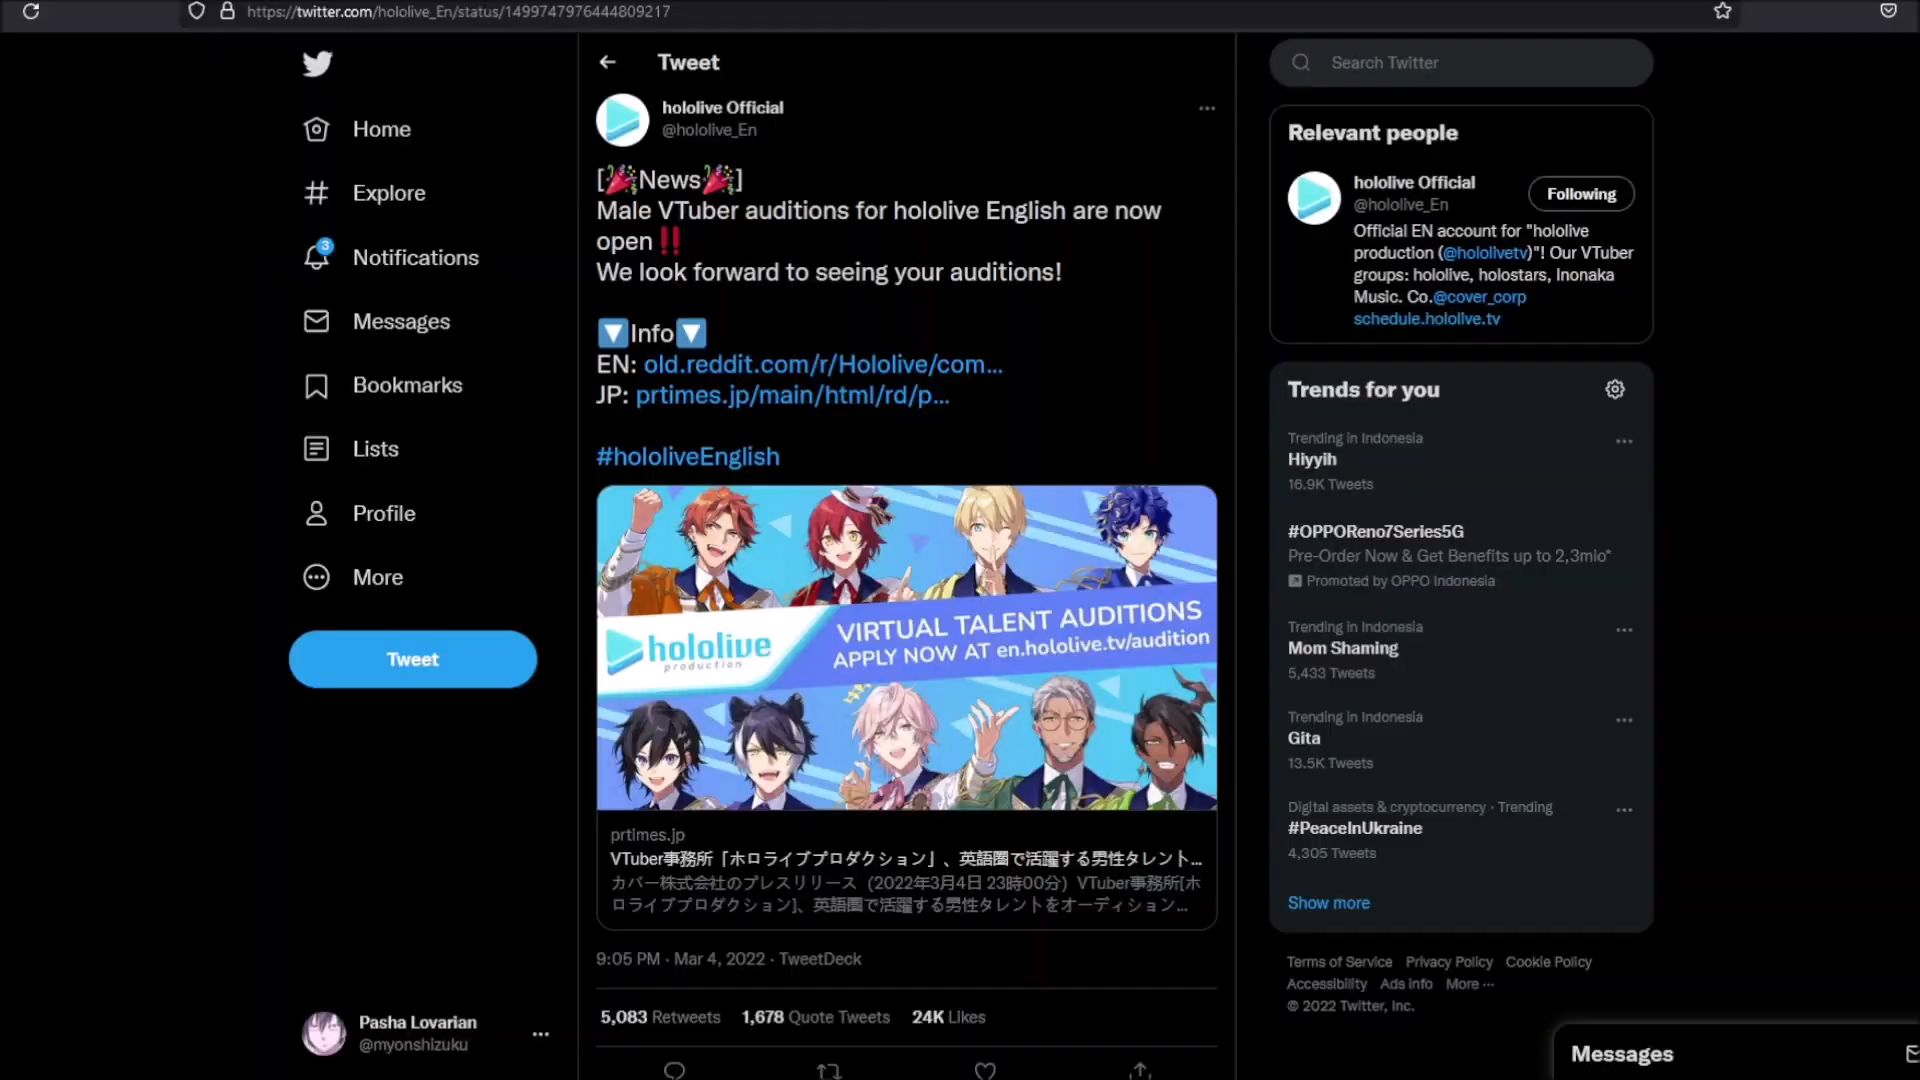 https://twitter.com/hololive_En/status/1499747976444809217
Home
Explore
3
Notifications
Messages
Bookmarks
Lists
Profile
More
Tweet
Pasha Lovarian
@myonshizuku
Tweet
hololive Official
@hololive_En
[🎉News🎉]
Male VTuber auditions for hololive English are now
open‼
We look forward to seeing your auditions!
🔽Info🔽
EN: old.reddit.com/r/Hololive/com...
JP: prtimes.jp/main/html/rd/p...
#hololiveEnglish
hololive
production
VIRTUAL TALENT AUDITIONS
APPLY NOW AT en.hololive.tv/audition
prtimes.jp
VTuber事務所「ホロライブプロダクション」、英語圏で活躍する男性タレント...
カバー株式会社のプレスリリース（2022年3月4日 23時00分）VTuber事務所[ホ
ロライブプロダクション]、英語圏で活躍する男性タレントをオーディション...
9:05 PM · Mar 4, 2022 · TweetDeck
5,083 Retweets 1,678 Quote Tweets 24K Likes
Search Twitter
Relevant people
hololive Official
@hololive_En
Following
Official EN account for "hololive
production (@hololivetv)"! Our VTuber
groups: hololive, holostars, Inonaka
Music. Co.@cover_corp
schedule.hololive.tv
Trends for you
Trending in Indonesia
Hiyyih
16.9K Tweets
#OPPOReno7Series5G
Pre-Order Now & Get Benefits up to 2,3mio*
Promoted by OPPO Indonesia
Trending in Indonesia
Mom Shaming
5,433 Tweets
Trending in Indonesia
Gita
13.5K Tweets
Digital assets & cryptocurrency · Trending
#PeaceInUkraine
4,305 Tweets
Show more
Terms of Service Privacy Policy Cookie Policy
Accessibility Ads info More ...
© 2022 Twitter, Inc.
Messages